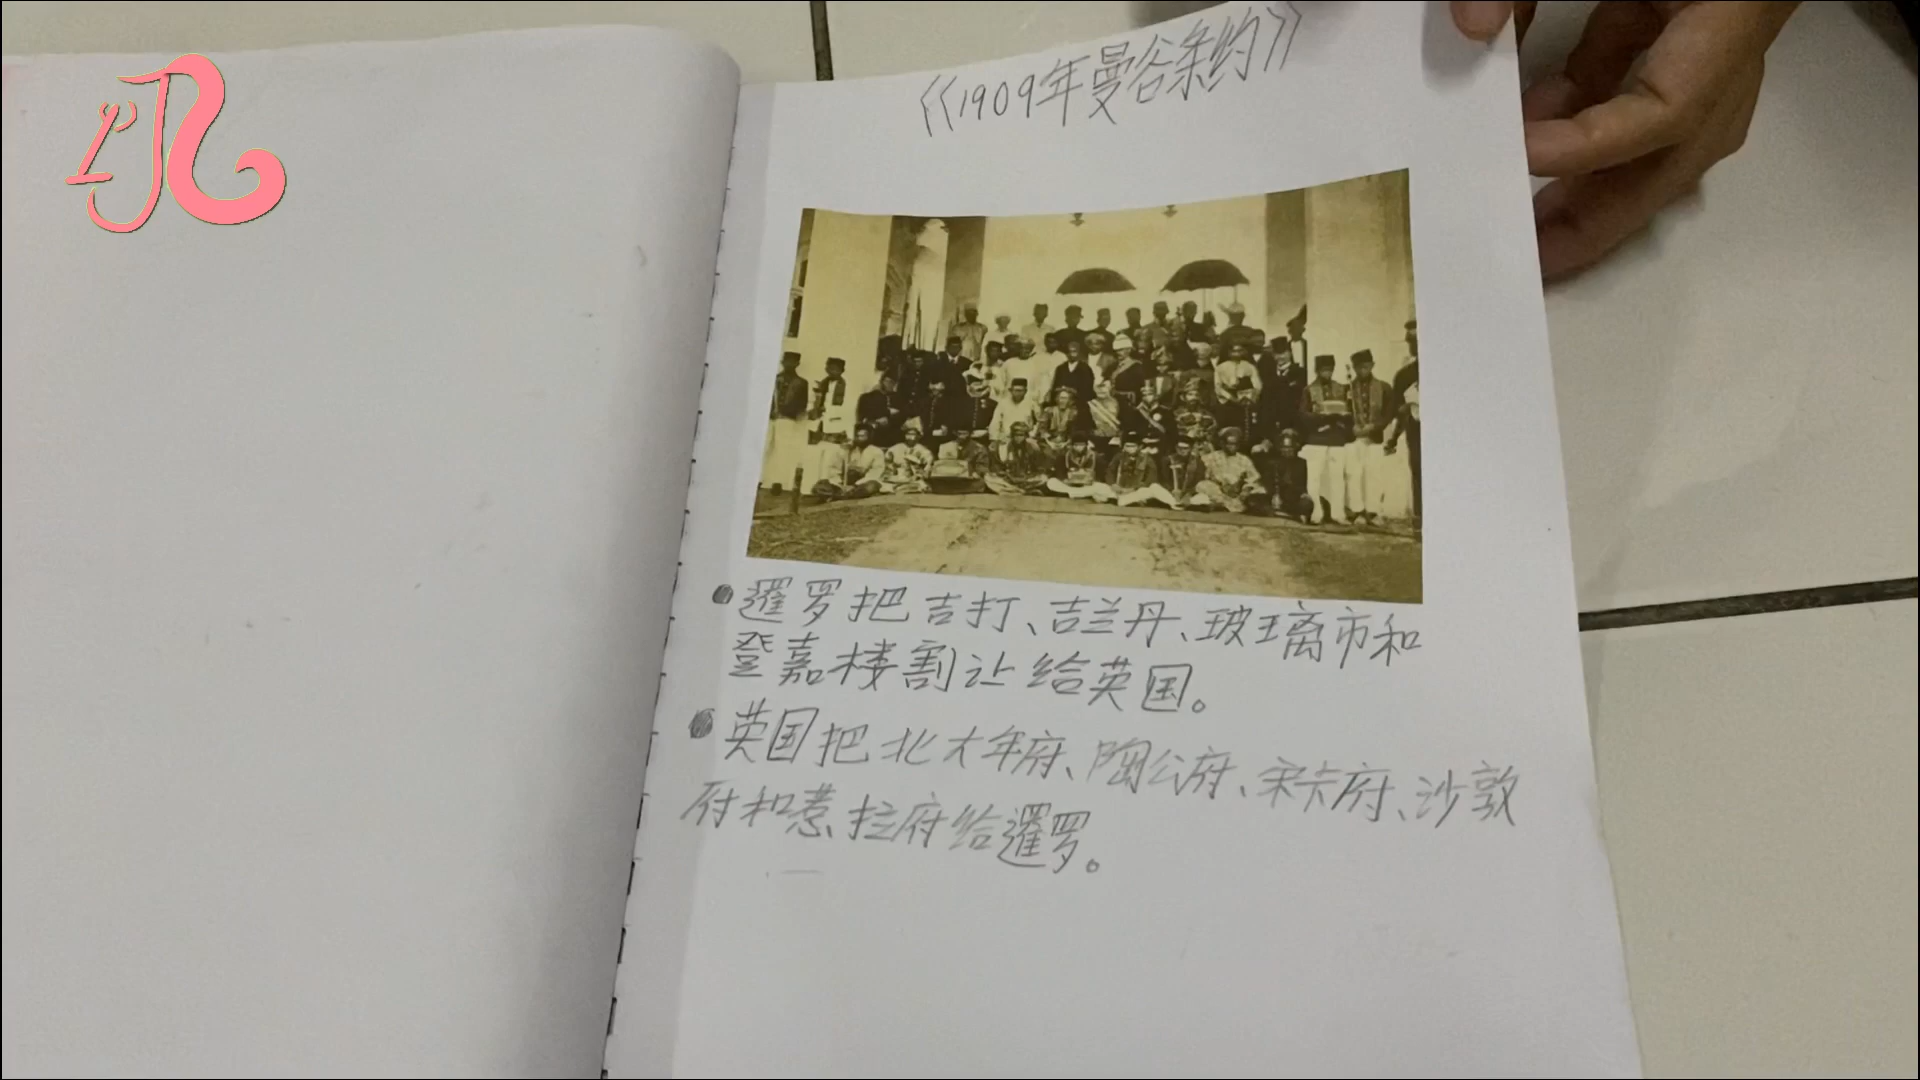 《1909年曼谷条约》
●暹罗把吉打、吉兰丹、玻璃市和
登嘉楼割让给英国。
●英国把北大年府、陶公府、宋卡府、沙敦
府和惹拉府给暹罗。